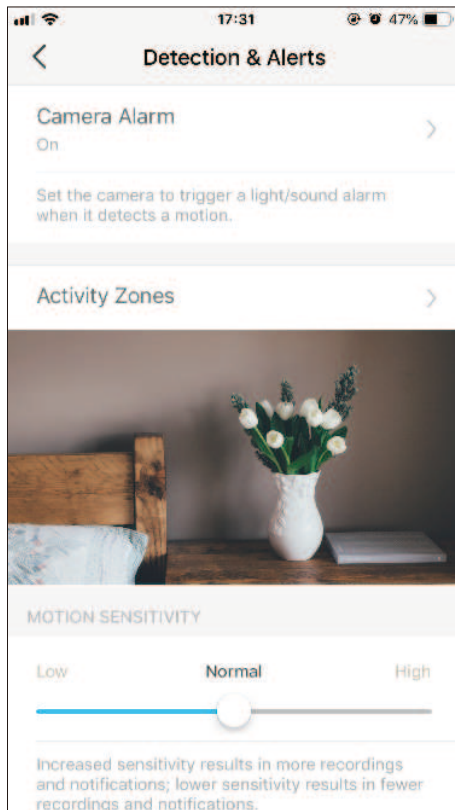 17:31
47%
Detection & Alerts
Camera Alarm
On
Set the camera to trigger a light/sound alarm
when it detects a motion.
Activity Zones
MOTION SENSITIVITY
Low Normal High
Increased sensitivity results in more recordings
and notifications; lower sensitivity results in fewer
recordings and notifications.